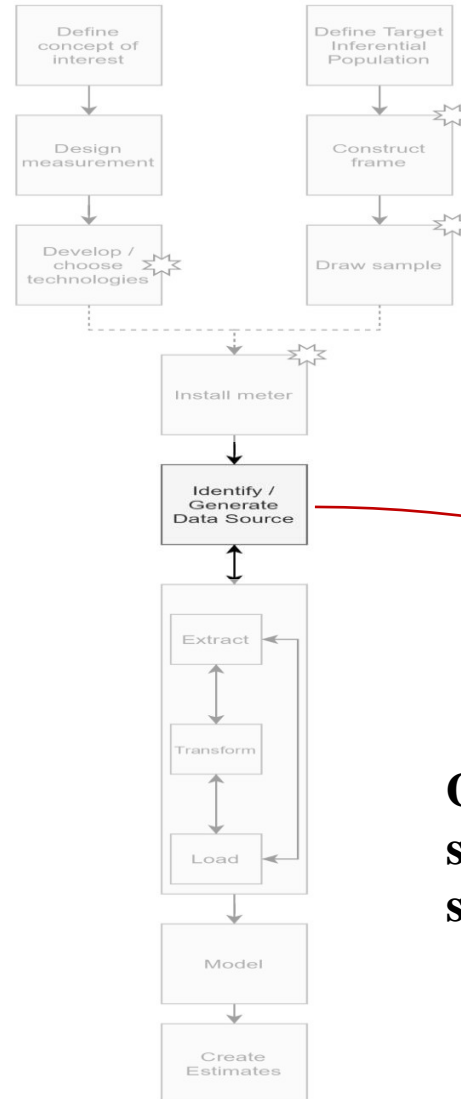 Define
concept of
interest
Define Target
Inferential
Population
Design
measurement
Construct
frame
Develop /
choose
technologies
Draw sample
Install meter
Identify /
Generate
Data Source
Extract
Transform
Load
Model
Create
Estimates